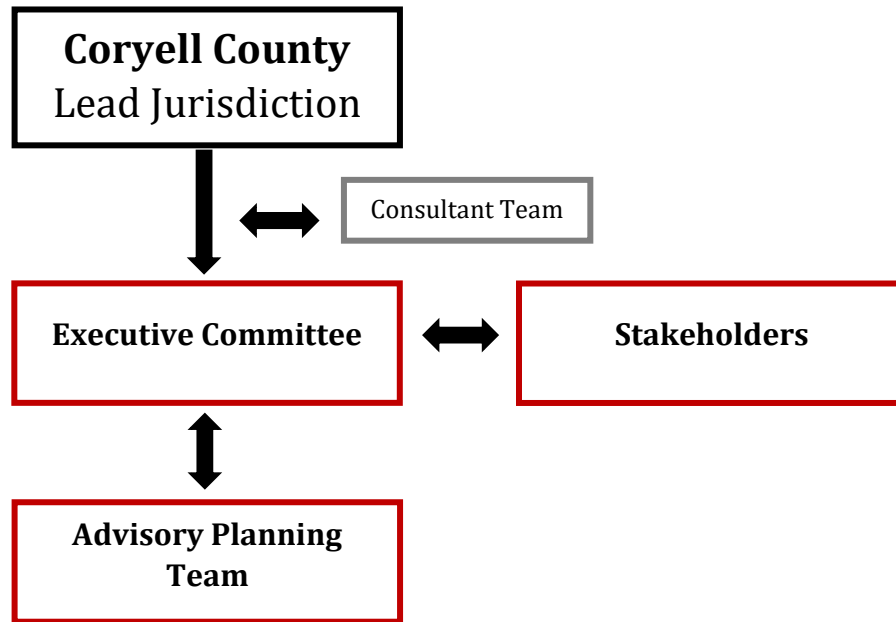 Coryell County
Lead Jurisdiction
Consultant Team
Executive Committee
Stakeholders
Advisory Planning
Team